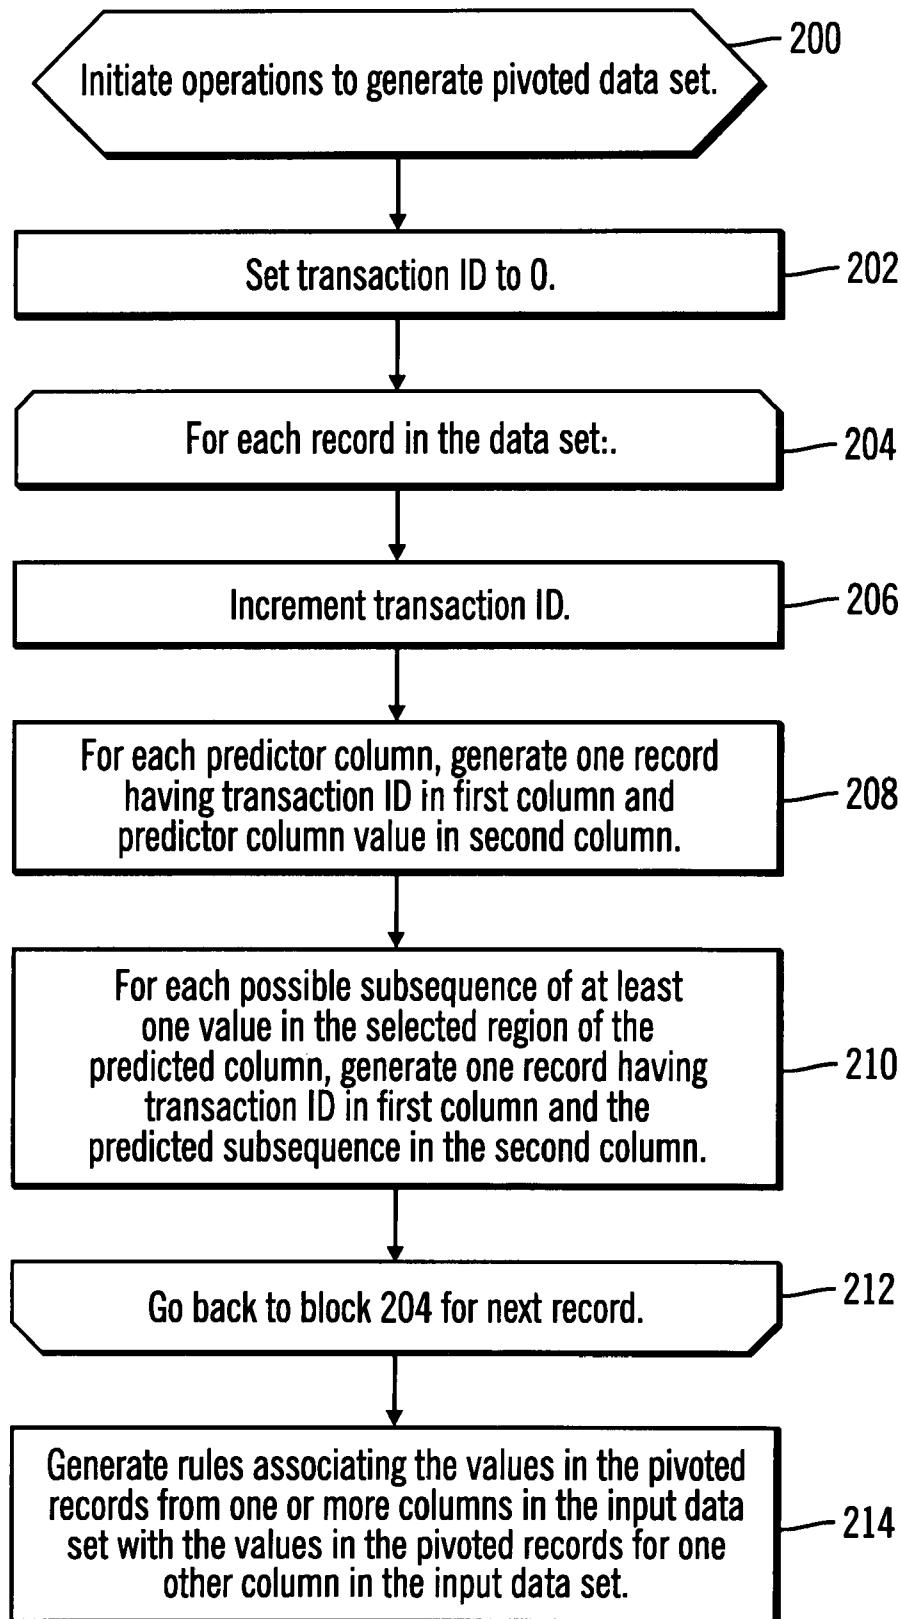 200
Initiate operations to generate pivoted data set.
Set transaction ID to 0.
202
For each record in the data set:.
204
Increment transaction ID.
206
For each predictor column, generate one record
having transaction ID in first column and
predictor column value in second column.
208
For each possible subsequence of at least
one value in the selected region of the
predicted column, generate one record having
transaction ID in first column and the
predicted subsequence in the second column.
210
Go back to block 204 for next record.
212
Generate rules associating the values in the pivoted
records from one or more columns in the input data
set with the values in the pivoted records for one
other column in the input data set.
214